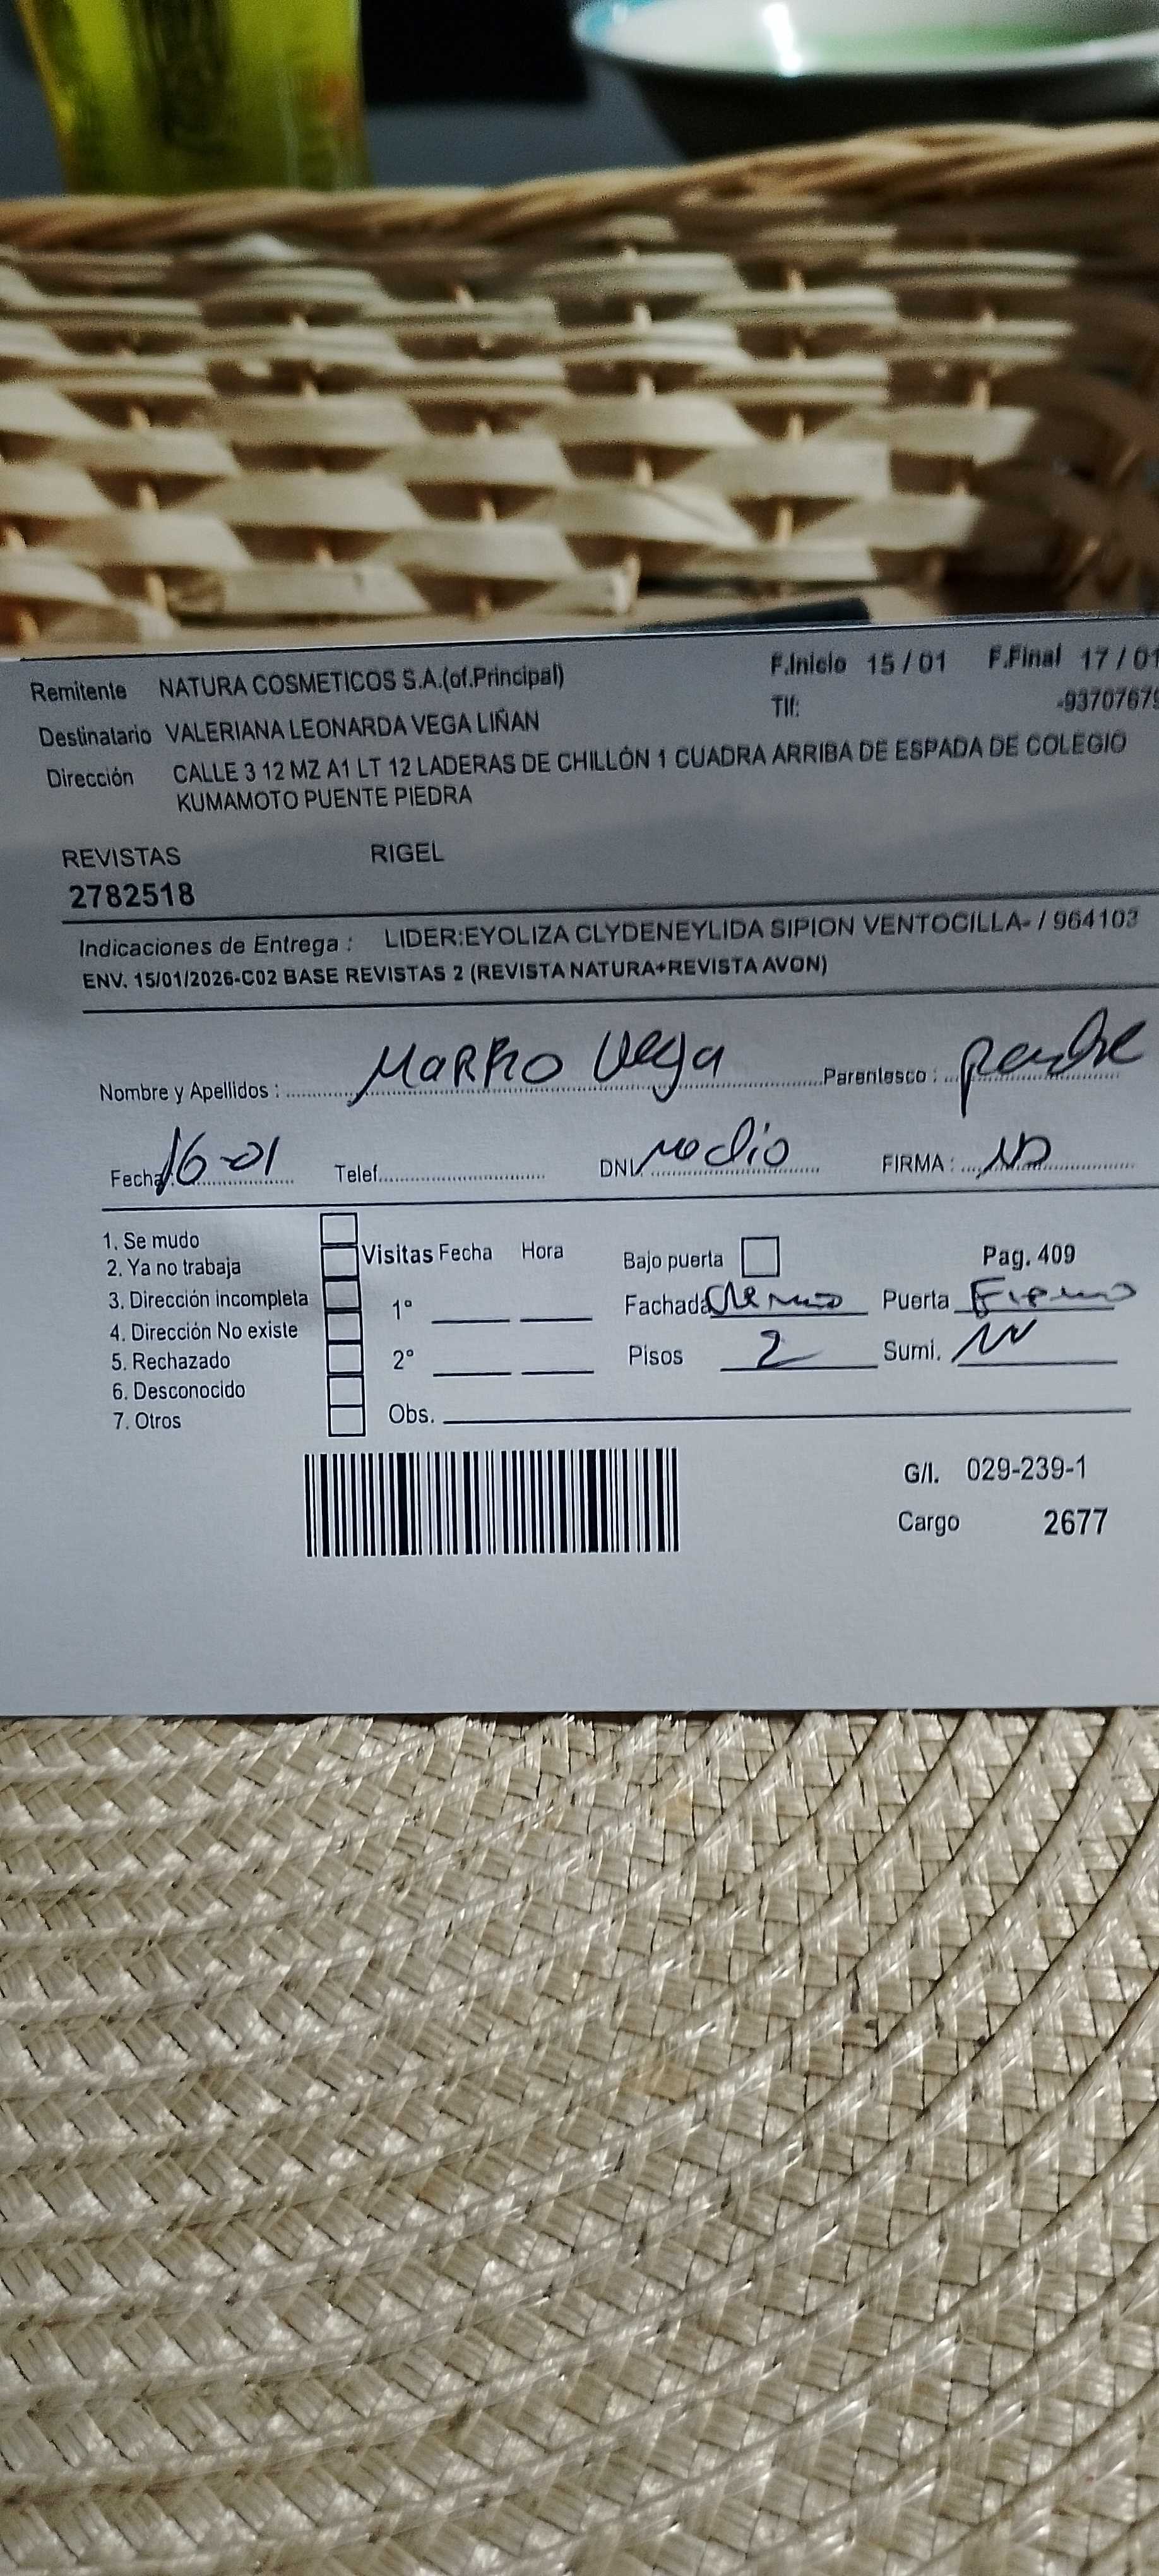 Remitente NATURA COSMETICOS S.A.(of.Principal) F.Inicio 15 / 01 F.Final 17 / 01
Destinatario VALERIANA LEONARDA VEGA LIÑAN Tlf: -93707679
Dirección CALLE 3 12 MZ A1 LT 12 LADERAS DE CHILLÓN 1 CUADRA ARRIBA DE ESPADA DE COLEGIO
KUMAMOTO PUENTE PIEDRA
REVISTAS RIGEL
2782518
Indicaciones de Entrega : LIDER:EYOLIZA CLYDENEYLIDA SIPION VENTOCILLA- / 964103
ENV. 15/01/2026-C02 BASE REVISTAS 2 (REVISTA NATURA+REVISTA AVON)
Nombre y Apellidos : Vega Parentesco : padre
Fecha: 16-01 Telef. DNI. FIRMA :
1. Se mudo
2. Ya no trabaja Visitas Fecha Hora Bajo puerta Pag. 409
3. Dirección incompleta 1° Fachada Puerta
4. Dirección No existe
5. Rechazado 2° Pisos 2 Sumi.
6. Desconocido
7. Otros Obs.
G/I. 029-239-1
Cargo 2677